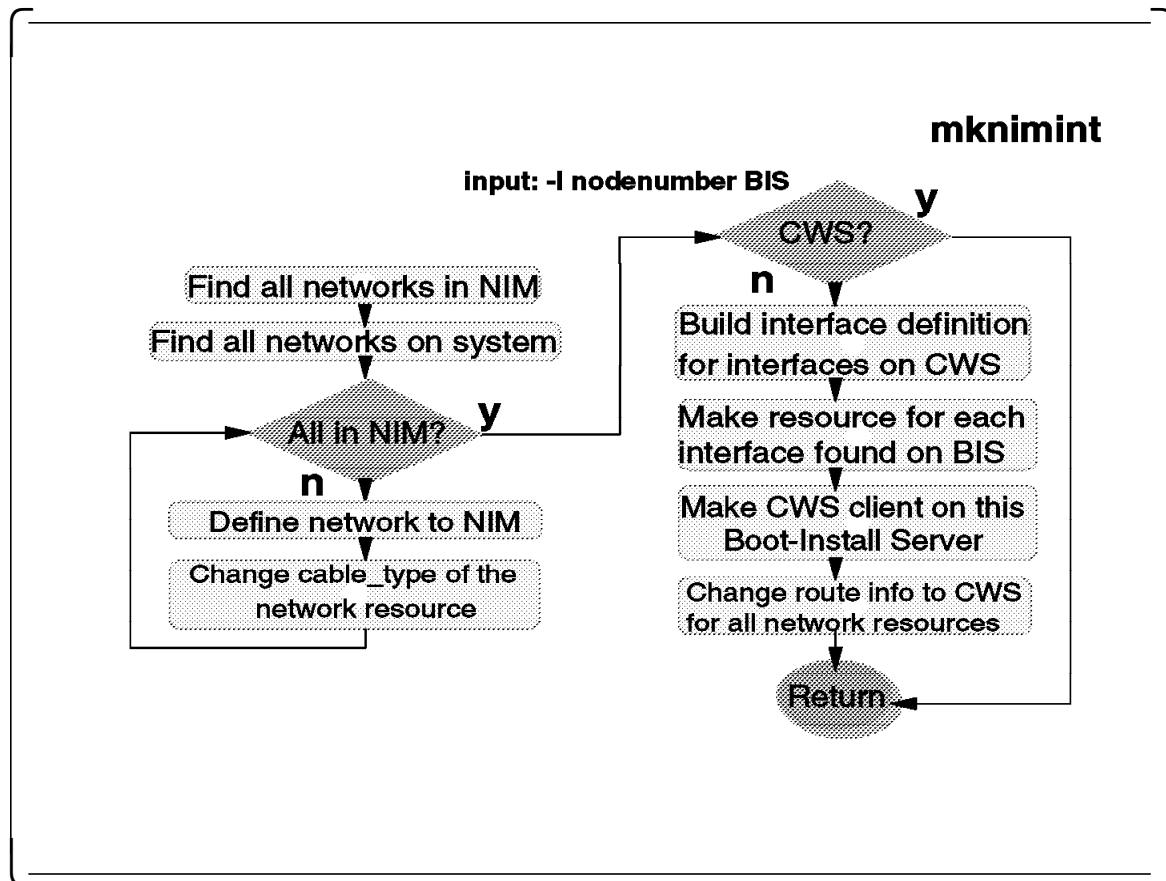 mknimint
input: -l nodenumber BIS
Find all networks in NIM
Find all networks on system
All in NIM?
y
n
Define network to NIM
Change cable_type of the
network resource
CWS?
y
n
Build interface definition
for interfaces on CWS
Make resource for each
interface found on BIS
Make CWS client on this
Boot-Install Server
Change route info to CWS
for all network resources
Return